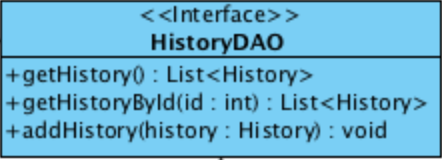 <<Interface>>
HistoryDAO
+getHistory() : List<History>
+getHistoryById(id : int) : List<History>
+addHistory(history : History) : void